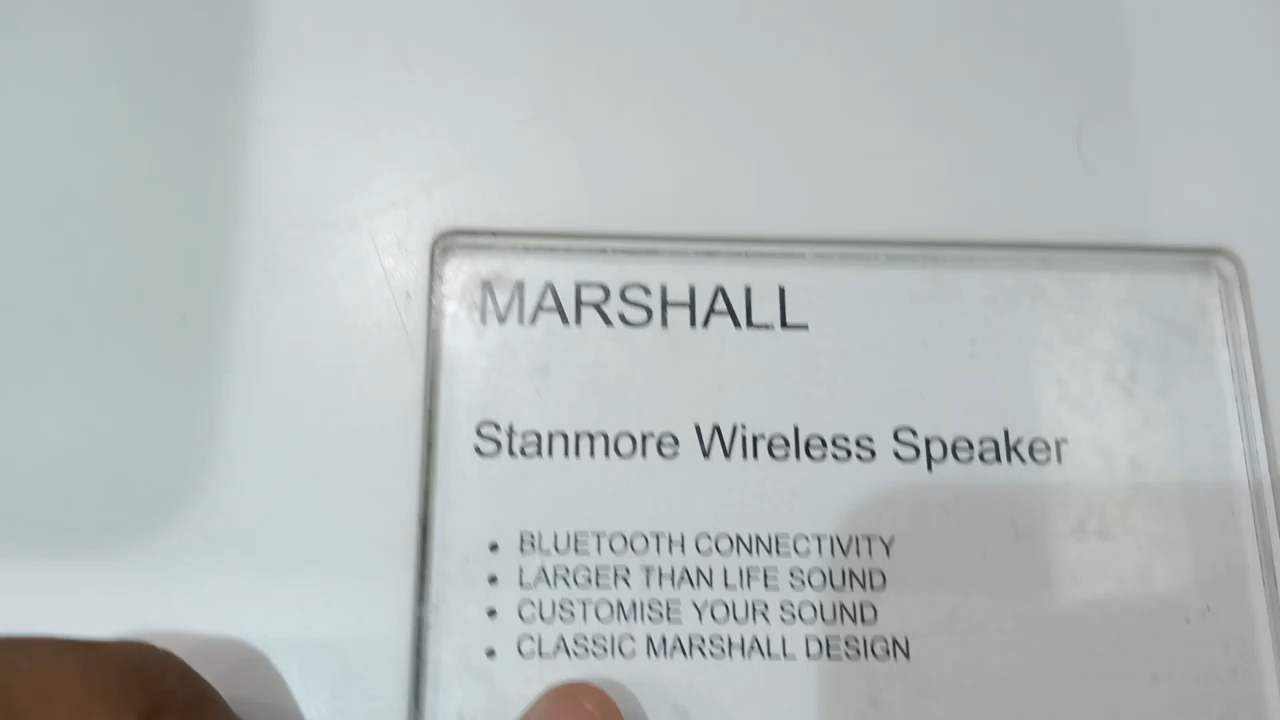 MARSHALL
Stanmore Wireless Speaker
• BLUETOOTH CONNECTIVITY
• LARGER THAN LIFE SOUND
• CUSTOMISE YOUR SOUND
• CLASSIC MARSHALL DESIGN